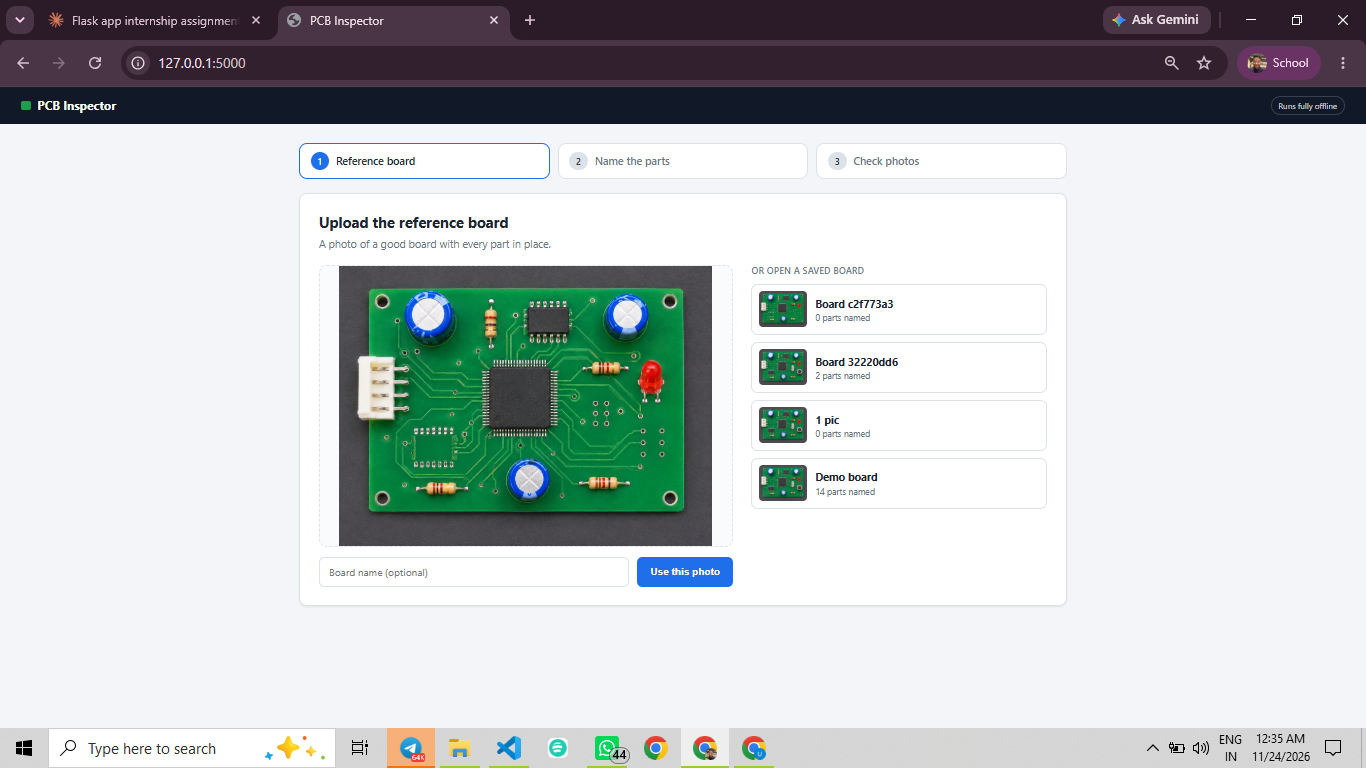 Flask app internship assignmen
PCB Inspector
Ask Gemini
127.0.0.1:5000
School
PCB Inspector
Runs fully offline
1 Reference board
2 Name the parts
3 Check photos
Upload the reference board
A photo of a good board with every part in place.
OR OPEN A SAVED BOARD
Board c2f773a3
0 parts named
Board 32220dd6
2 parts named
1 pic
0 parts named
Demo board
14 parts named
Board name (optional)
Use this photo
Type here to search
64K
44
ENG
IN
12:35 AM
11/24/2026